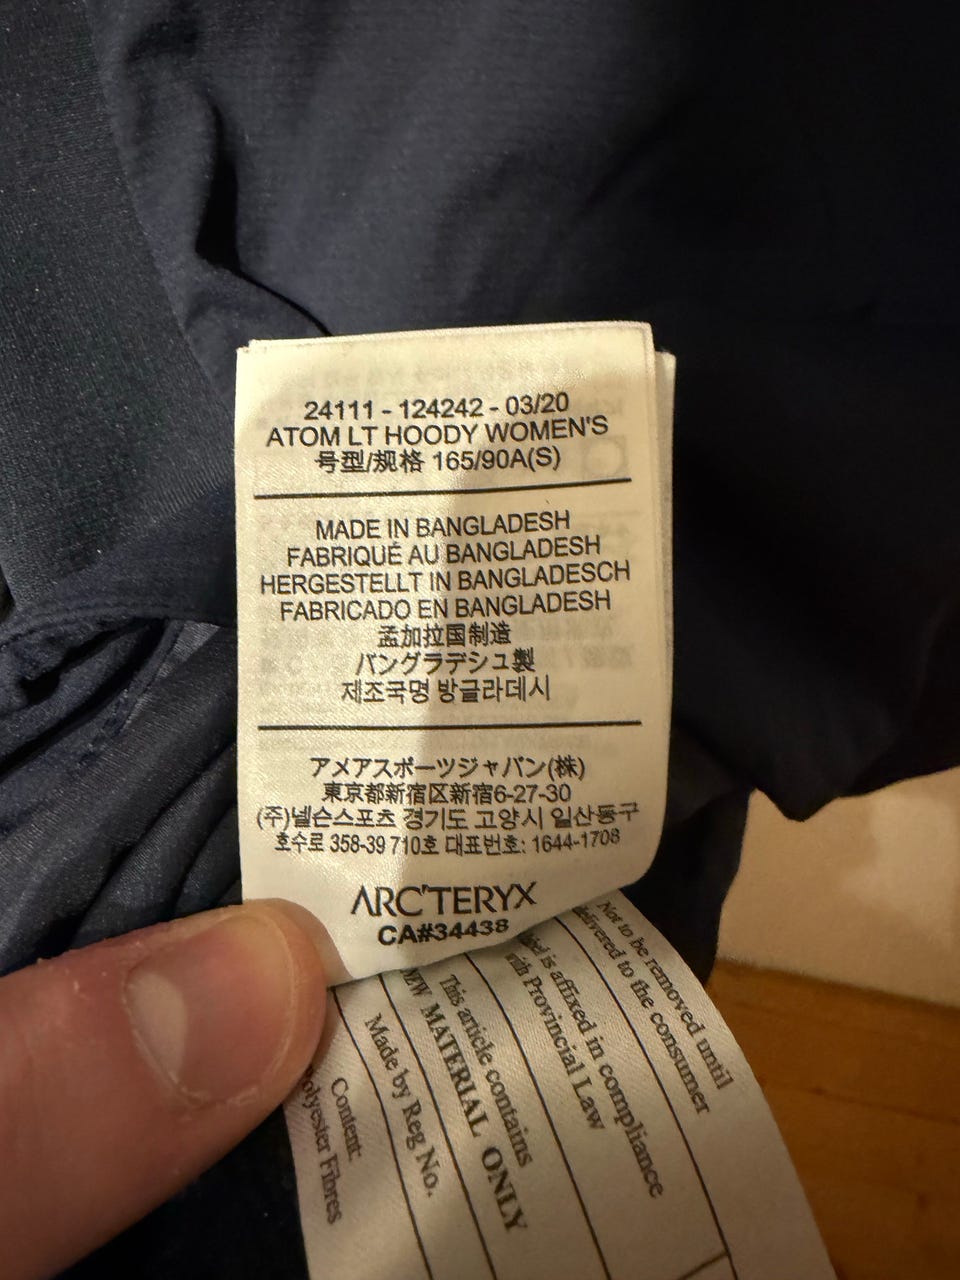 24111 - 124242 - 03/20
ATOM LT HOODY WOMEN'S
号型/规格 165/90A(S)
MADE IN BANGLADESH
FABRIQUÉ AU BANGLADESH
HERGESTELLT IN BANGLADESCH
FABRICADO EN BANGLADESH
孟加拉国制造
バングラデシュ製
제조국명 방글라데시
アメアスポーツジャパン(株)
東京都新宿区新宿6-27-30
(주)넬슨스포츠 경기도 고양시 일산동구
호수로 358-39 710호 대표번호: 1644-1708
ARC'TERYX
CA#34438
Not to be removed until
delivered to the consumer
is affixed in compliance
with Provincial Law
This article contains
NEW MATERIAL ONLY
Made by Reg No.
Content:
Polyester Fibres